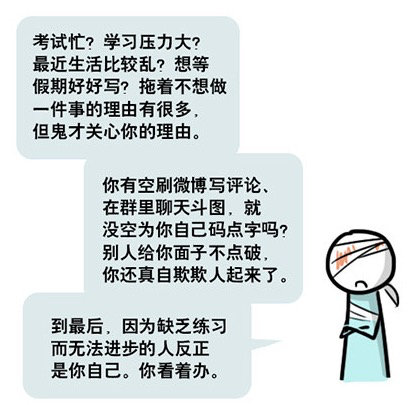 考试忙？学习压力大？
最近生活比较乱？想等
假期好好写？拖着不想做
一件事的理由有很多，
但鬼才关心你的理由。
你有空刷微博写评论、
在群里聊天斗图，就
没空为你自己码点字吗？
别人给你面子不点破，
你还真自欺欺人起来了。
到最后，因为缺乏练习
而无法进步的人反正
是你自己。你看着办。